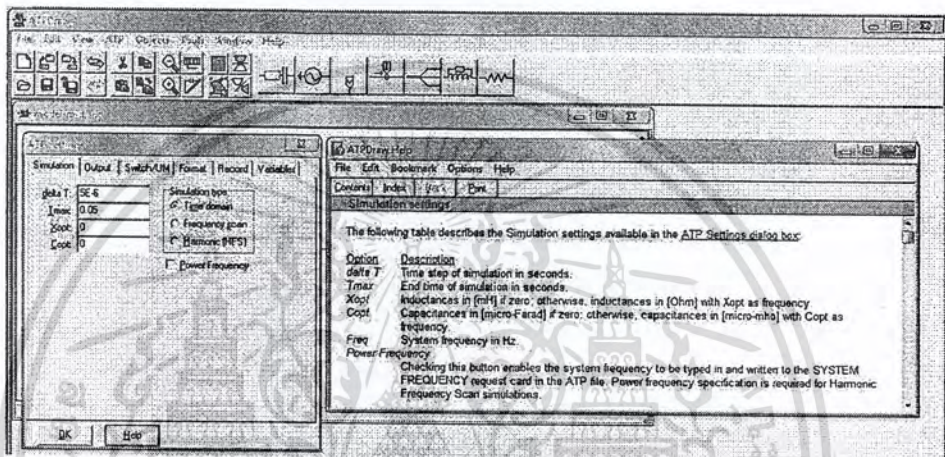 ATPDraw
File Edit View ATP Objects Tools Window Help
ATP Settings
Simulation Output Switch/UM Format Record Variables
delta T: 5E-6
Tmax: 0.05
Xopt: 0
Copt: 0
Simulation type
Time domain
Frequency scan
Harmonic (HFS)
Power Frequency
OK Help
ATPDraw Help
File Edit Bookmark Options Help
Contents Index Back Print
Simulation settings
The following table describes the Simulation settings available in the ATP Settings dialog box:
Option Description
delta T Time step of simulation in seconds.
Tmax End time of simulation in seconds.
Xopt Inductances in [mH] if zero; otherwise, inductances in [Ohm] with Xopt as frequency.
Copt Capacitances in [micro-Farad] if zero; otherwise, capacitances in [micro-mho] with Copt as
frequency.
Freq System frequency in Hz.
Power Frequency
Checking this button enables the system frequency to be typed in and written to the SYSTEM
FREQUENCY request card in the ATP file. Power frequency specification is required for Harmonic
Frequency Scan simulations.